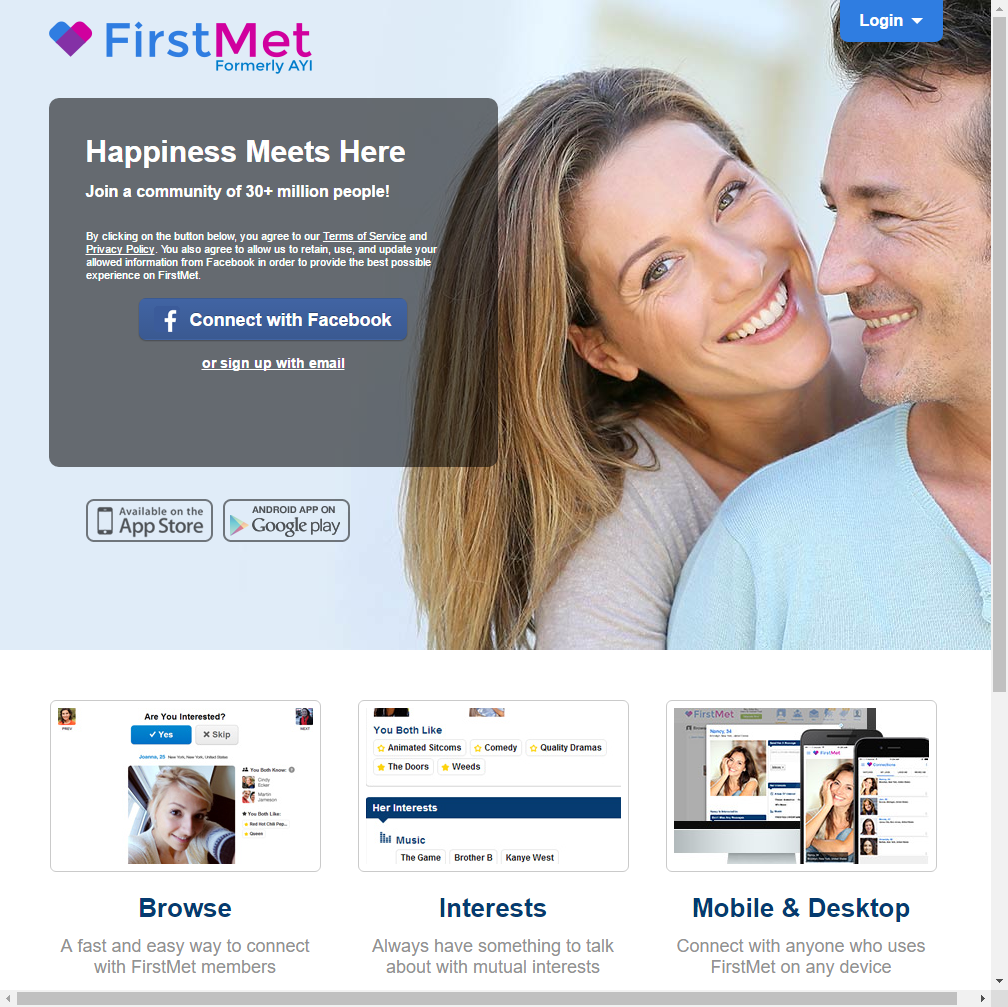 Login
FirstMet
Formerly AYI
Happiness Meets Here
Join a community of 30+ million people!
By clicking on the button below, you agree to our Terms of Service and
Privacy Policy. You also agree to allow us to retain, use, and update your
allowed information from Facebook in order to provide the best possible
experience on FirstMet.
Connect with Facebook
or sign up with email
Available on the
App Store
ANDROID APP ON
Google play
Are You Interested?
PREV
NEXT
Yes
Skip
Joanna, 25 New York, New York, United States
You Both Know:
Cindy
Ecker
Martin
Jameson
You Both Like:
Red Hot Chili Pep...
Queen
You Both Like
Animated Sitcoms
Comedy
Quality Dramas
The Doors
Weeds
Her Interests
Music
The Game
Brother B
Kanye West
FirstMet
Nancy, 34
FirstMet
Connections
Browse
A fast and easy way to connect
with FirstMet members
Interests
Always have something to talk
about with mutual interests
Mobile & Desktop
Connect with anyone who uses
FirstMet on any device